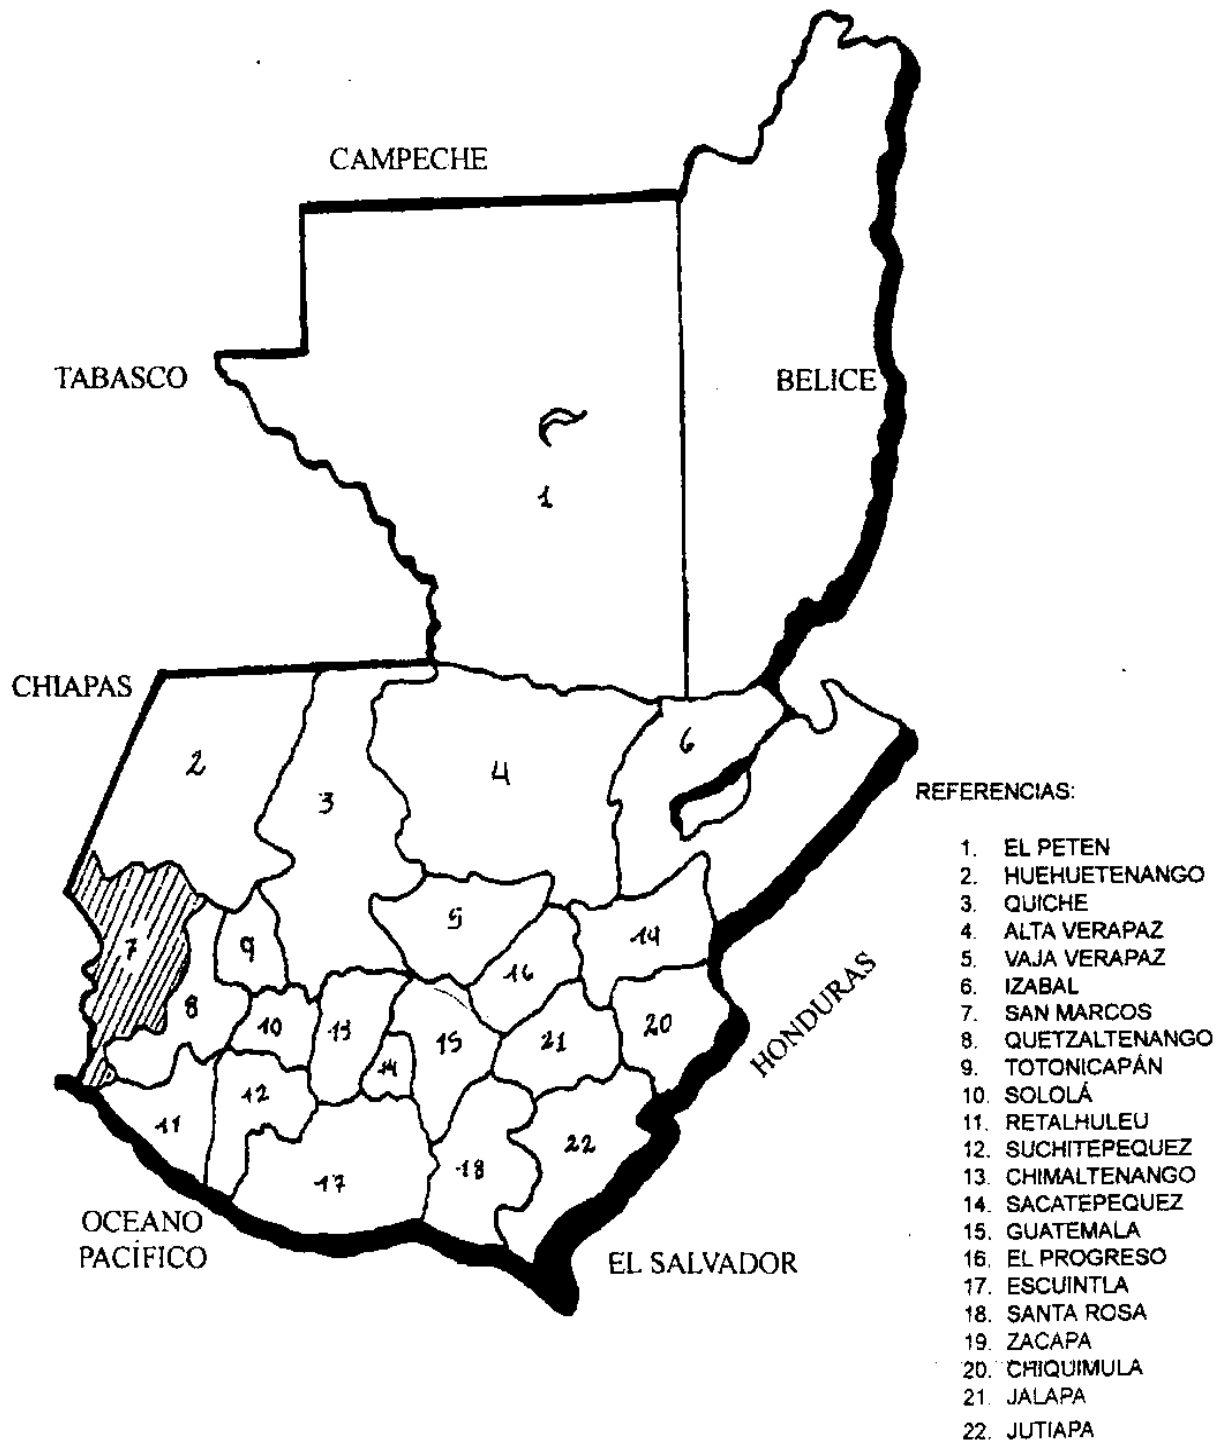 CAMPECHE
TABASCO
BELICE
1
CHIAPAS
2
3
4
6
REFERENCIAS:
1. EL PETEN
2. HUEHUETENANGO
3. QUICHE
4. ALTA VERAPAZ
5. VAJA VERAPAZ
6. IZABAL
7. SAN MARCOS
8. QUETZALTENANGO
9. TOTONICAPÁN
10. SOLOLÁ
11. RETALHULEU
12. SUCHITEPEQUEZ
13. CHIMALTENANGO
14. SACATEPEQUEZ
15. GUATEMALA
16. EL PROGRESO
17. ESCUINTLA
18. SANTA ROSA
19. ZACAPA
20. CHIQUIMULA
21. JALAPA
22. JUTIAPA
5
7
9
19
16
8
10
13
15
21
20
HONDURAS
14
12
11
22
18
17
OCEANO
PACÍFICO
EL SALVADOR